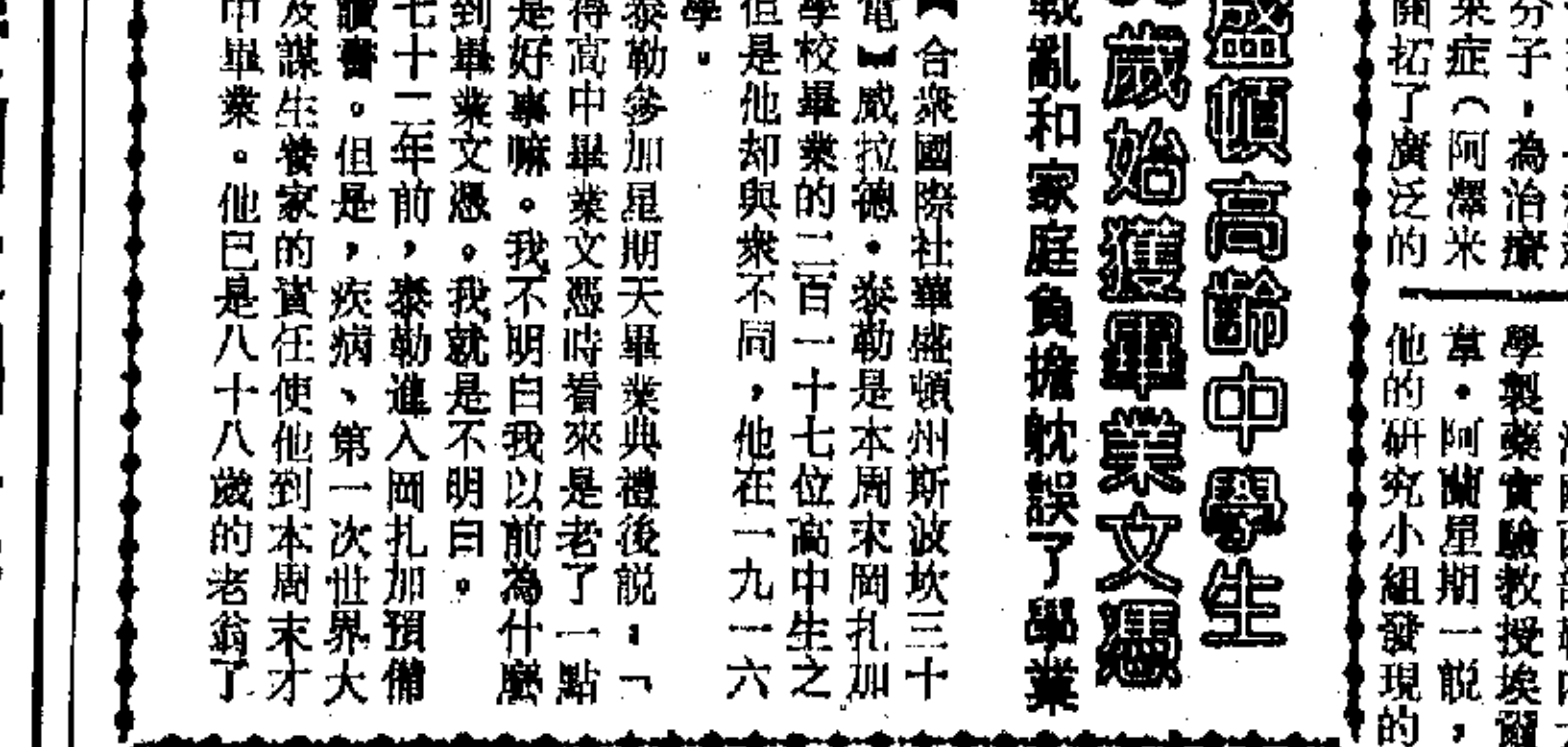 分子，為治療
來症（阿澤米
開拓了廣泛的
學製藥實驗教授埃爾
韋・阿蘭星期一說，
他的研究小組發現的
盛頓高齡中學生
歲始獲畢業文憑
戰亂和家庭負擔躭誤了學業
【合衆國際社華盛頓州斯波坎三十
電】威拉德・泰勒是本周末岡扎加
學校畢業的二百一十七位高中生之
但是他却與衆不同，他在一九一六
學。
泰勒參加星期天畢業典禮後説：「
得高中畢業文憑時看來是老了一點
是好事嘛。我不明白我以前為什麼
到畢業文憑。我就是不明白。
七十二年前，泰勒進入岡扎加預備
讀書。但是，疾病、第一次世界大
及謀生養家的責任使他到本周末才
中畢業。他已是八十八歲的老翁了